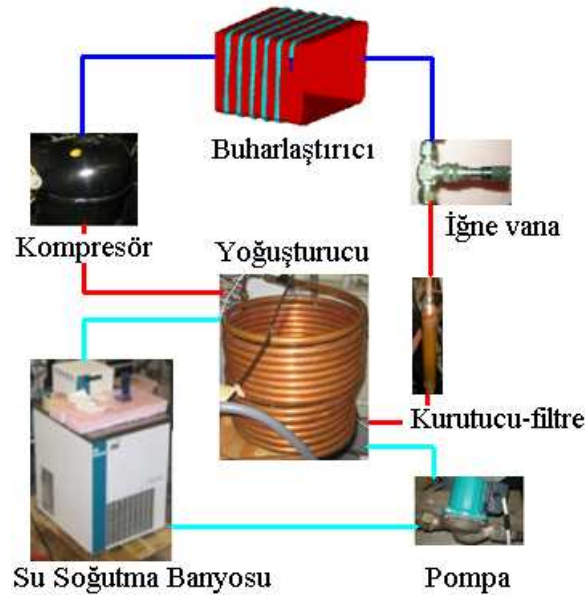 Buharlaştırıcı
Kompresör
İğne vana
Yoğuşturucu
Kurutucu-filtre
Su Soğutma Banyosu
Pompa